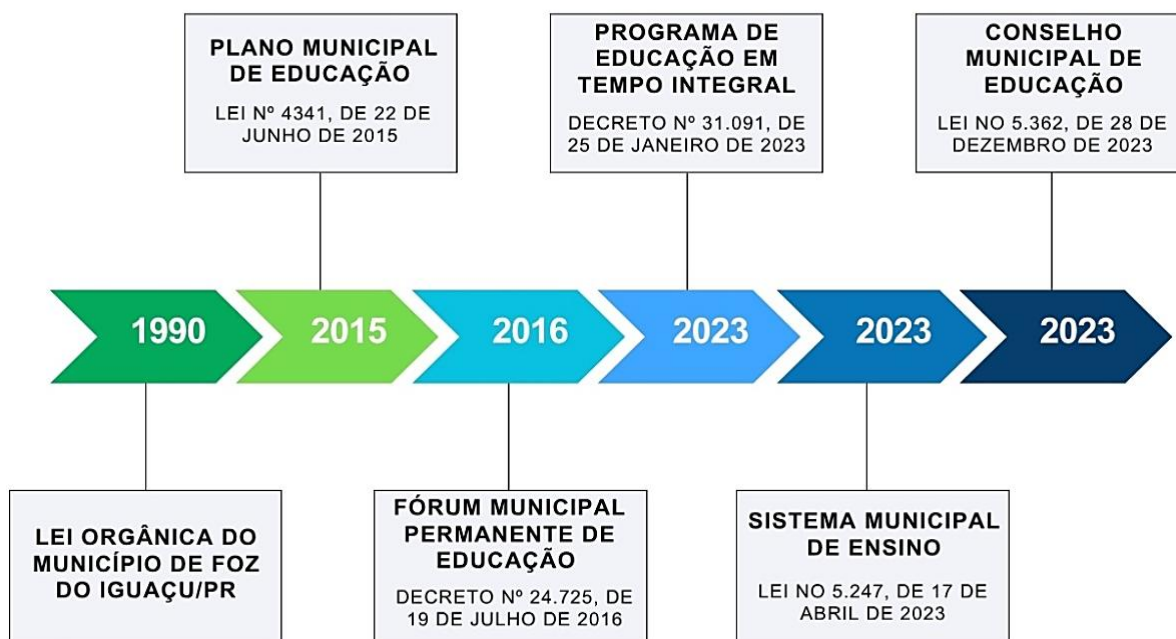 PLANO MUNICIPAL
DE EDUCAÇÃO
LEI Nº 4341, DE 22 DE
JUNHO DE 2015
PROGRAMA DE
EDUCAÇÃO EM
TEMPO INTEGRAL
DECRETO Nº 31.091, DE
25 DE JANEIRO DE 2023
CONSELHO
MUNICIPAL DE
EDUCAÇÃO
LEI NO 5.362, DE 28 DE
DEZEMBRO DE 2023
1990
2015
2016
2023
2023
2023
LEI ORGÂNICA DO
MUNICÍPIO DE FOZ
DO IGUAÇU/PR
FÓRUM MUNICIPAL
PERMANENTE DE
EDUCAÇÃO
DECRETO Nº 24.725, DE
19 DE JULHO DE 2016
SISTEMA MUNICIPAL
DE ENSINO
LEI NO 5.247, DE 17 DE
ABRIL DE 2023